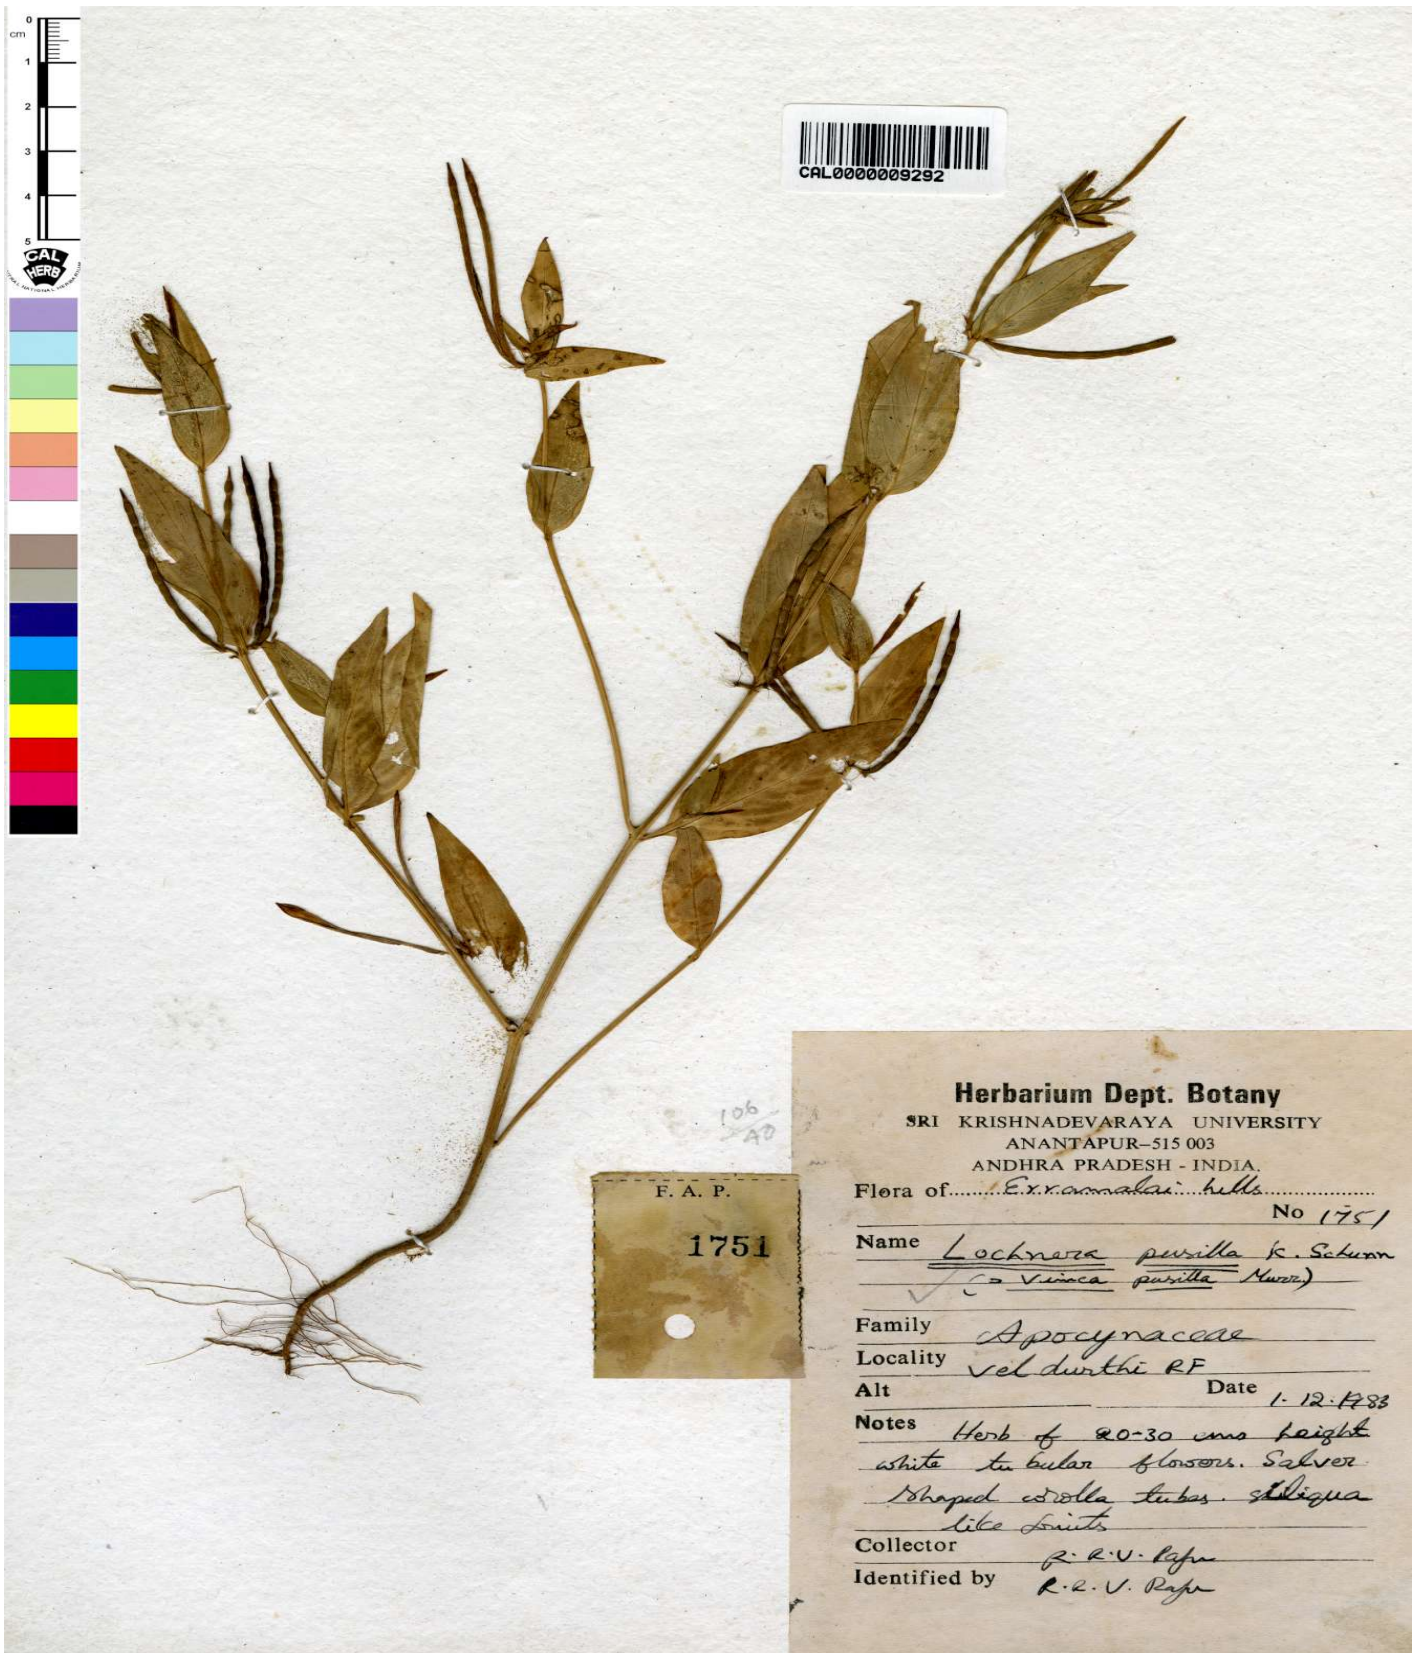 0
cm
1
2
3
4
5
CAL
HERB
CENTRAL NATIONAL HERBARIUM
CAL0000009292
106
F. A. P.
1751
Herbarium Dept. Botany
SRI KRISHNADEVARAYA UNIVERSITY
ANANTAPUR–515 003
ANDHRA PRADESH - INDIA.
Flora of Erramalai hills
No 1751
Name Lochnera pusilla K. Schum
(= Vinca pusilla Murr.)
Family Apocynaceae
Locality Veldurthi RF
Alt Date 1.12.1983
Notes Herb of 20-30 cms height
white tubular flowers. Salver
shaped corolla tubes. siliqua
like fruits
Collector R.R.V. Raju
Identified by R.R.V. Raju